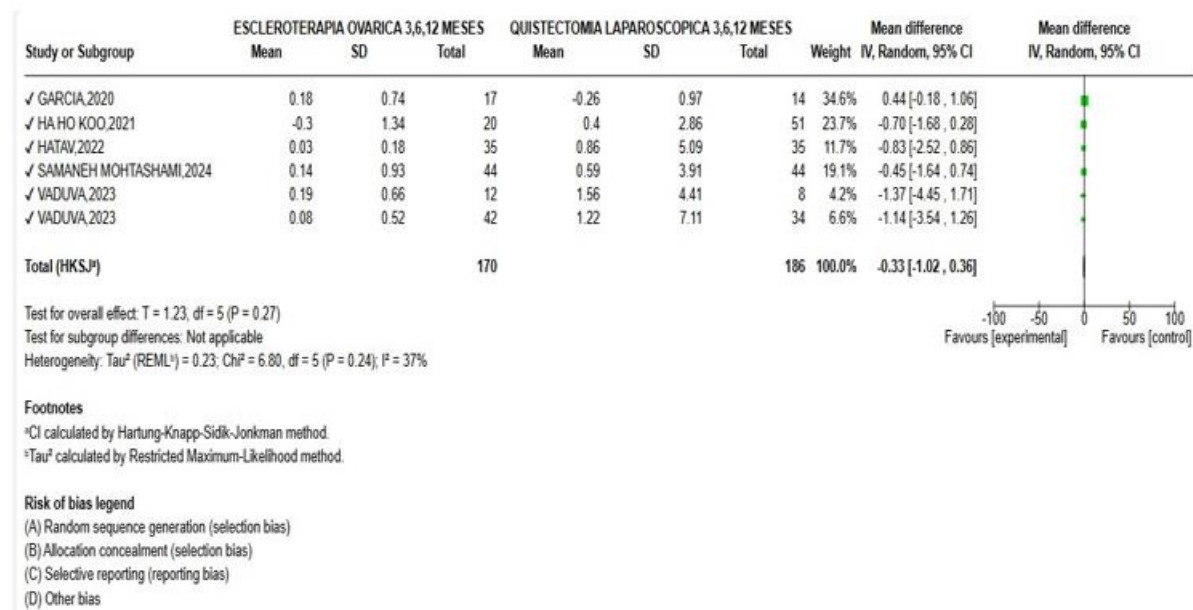 ESCLEROTERAPIA OVARICA 3,6,12 MESES QUISTECTOMIA LAPAROSCOPICA 3,6,12 MESES Mean difference Mean difference
Study or Subgroup Mean SD Total Mean SD Total Weight IV, Random, 95% CI IV, Random, 95% CI
✓ GARCIA,2020 0.18 0.74 17 -0.26 0.97 14 34.6% 0.44 [-0.18 , 1.06]
✓ HA HO KOO,2021 -0.3 1.34 20 0.4 2.86 51 23.7% -0.70 [-1.68 , 0.28]
✓ HATAV,2022 0.03 0.18 35 0.86 5.09 35 11.7% -0.83 [-2.52 , 0.86]
✓ SAMANEH MOHTASHAMI,2024 0.14 0.93 44 0.59 3.91 44 19.1% -0.45 [-1.64 , 0.74]
✓ VADUVA,2023 0.19 0.66 12 1.56 4.41 8 4.2% -1.37 [-4.45 , 1.71]
✓ VADUVA,2023 0.08 0.52 42 1.22 7.11 34 6.6% -1.14 [-3.54 , 1.26]
Total (HKSJᵃ) 170 186 100.0% -0.33 [-1.02 , 0.36]
Test for overall effect: T = 1.23, df = 5 (P = 0.27)
Test for subgroup differences: Not applicable
Heterogeneity: Tau² (REMLᵇ) = 0.23; Chi² = 6.80, df = 5 (P = 0.24); I² = 37%
-100 -50 0 50 100
Favours [experimental] Favours [control]
Footnotes
ᵃCI calculated by Hartung-Knapp-Sidik-Jonkman method.
ᵇTau² calculated by Restricted Maximum-Likelihood method.
Risk of bias legend
(A) Random sequence generation (selection bias)
(B) Allocation concealment (selection bias)
(C) Selective reporting (reporting bias)
(D) Other bias